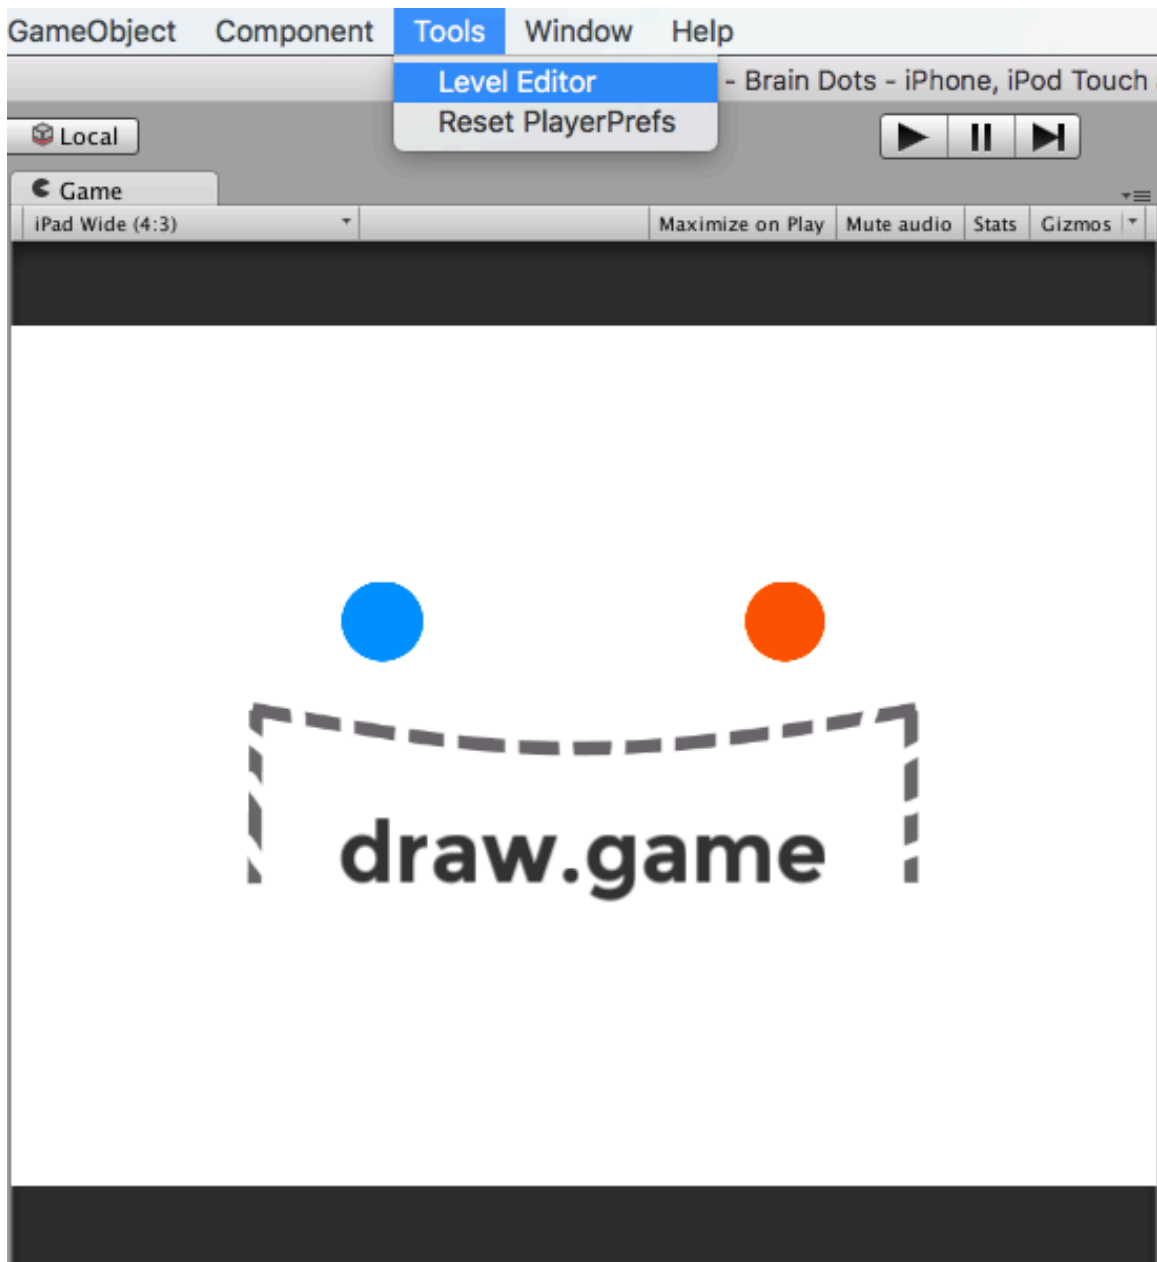 GameObject Component Tools Window Help
Level Editor - Brain Dots - iPhone, iPod Touch
Reset PlayerPrefs
Local
Game
iPad Wide (4:3) Maximize on Play Mute audio Stats Gizmos
draw.game